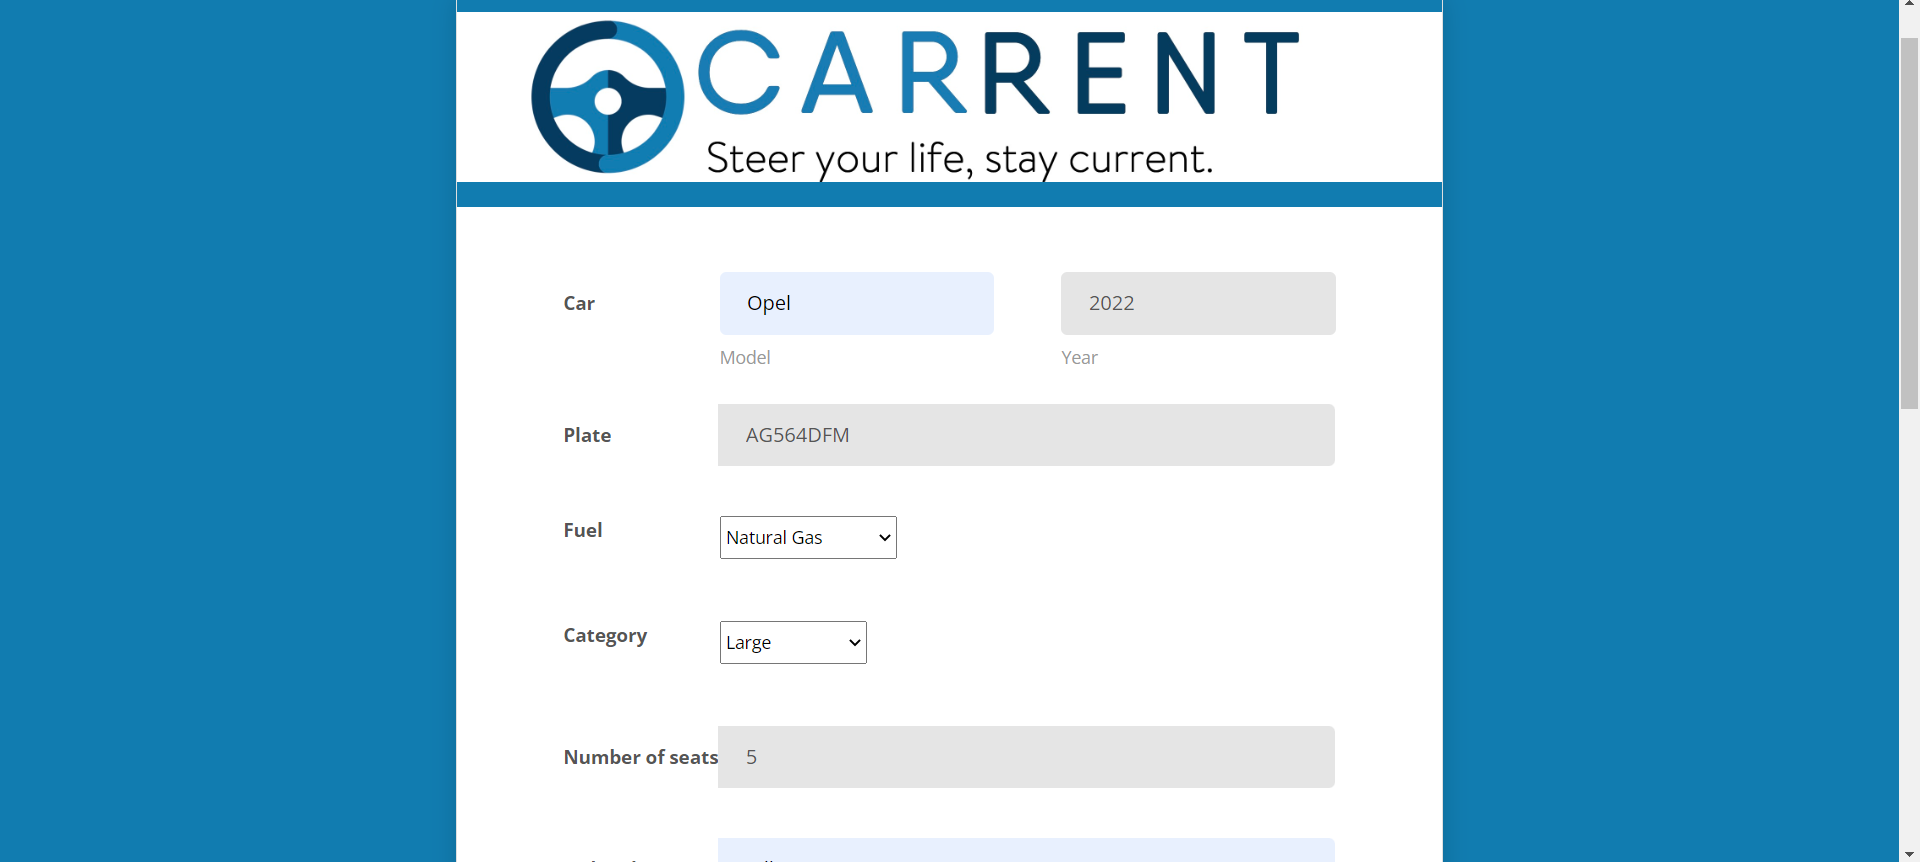 CARRENT
Steer your life, stay current.
Car
Opel
2022
Model
Year
Plate
AG564DFM
Fuel
Natural Gas
Category
Large
Number of seats
5